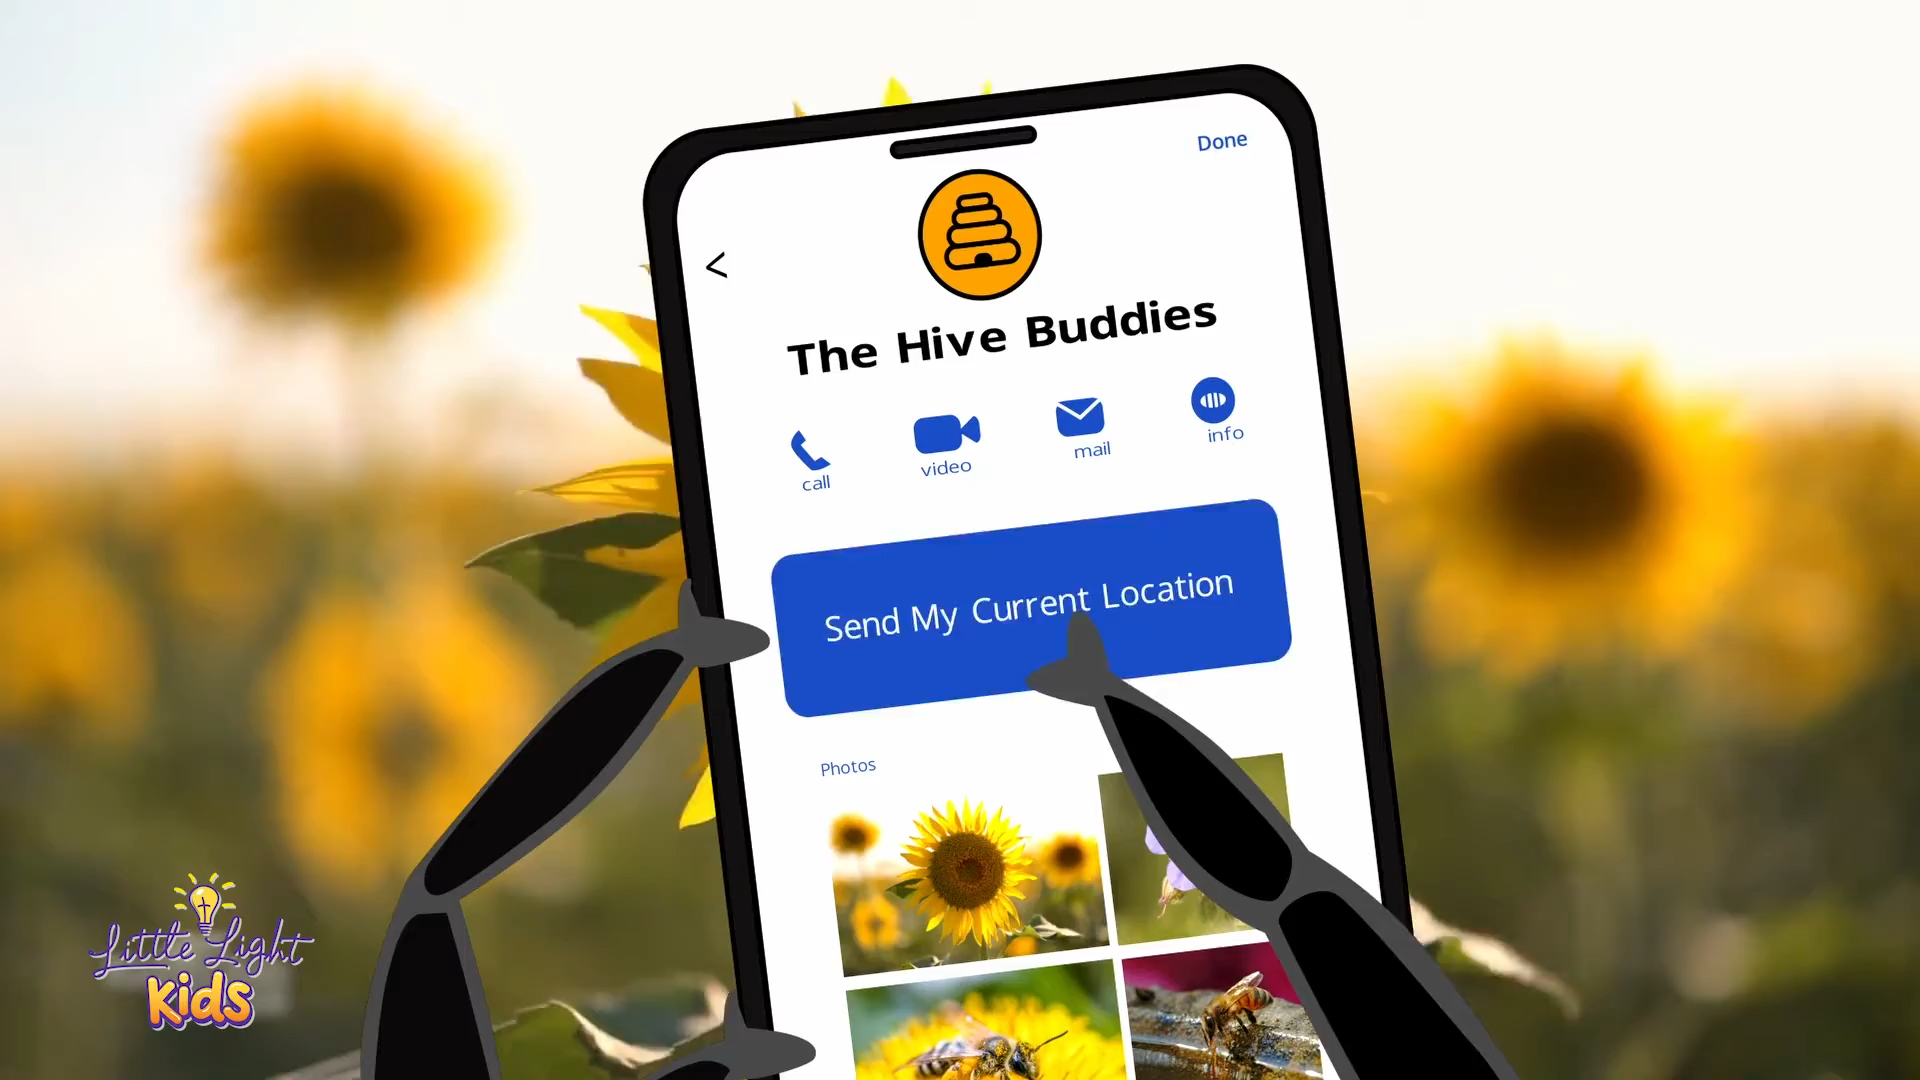 Done
<
The Hive Buddies
call
video
mail
info
Send My Current Location
Photos
Little Light
Kids